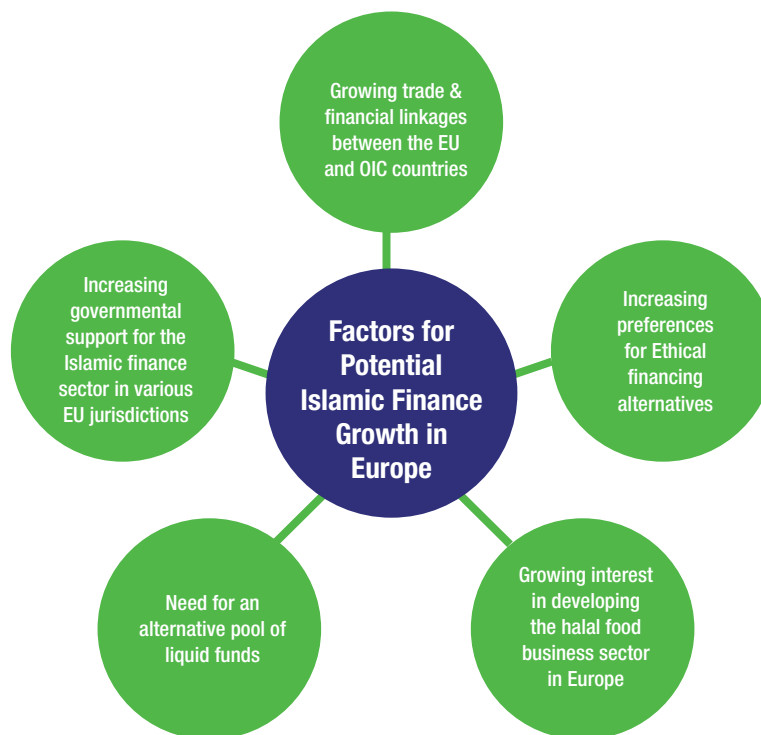 Growing trade &
financial linkages
between the EU
and OIC countries
Increasing
governmental
support for the
Islamic finance
sector in various
EU jurisdictions
Factors for
Potential
Islamic Finance
Growth in
Europe
Increasing
preferences
for Ethical
financing
alternatives
Need for an
alternative pool of
liquid funds
Growing interest
in developing
the halal food
business sector
in Europe